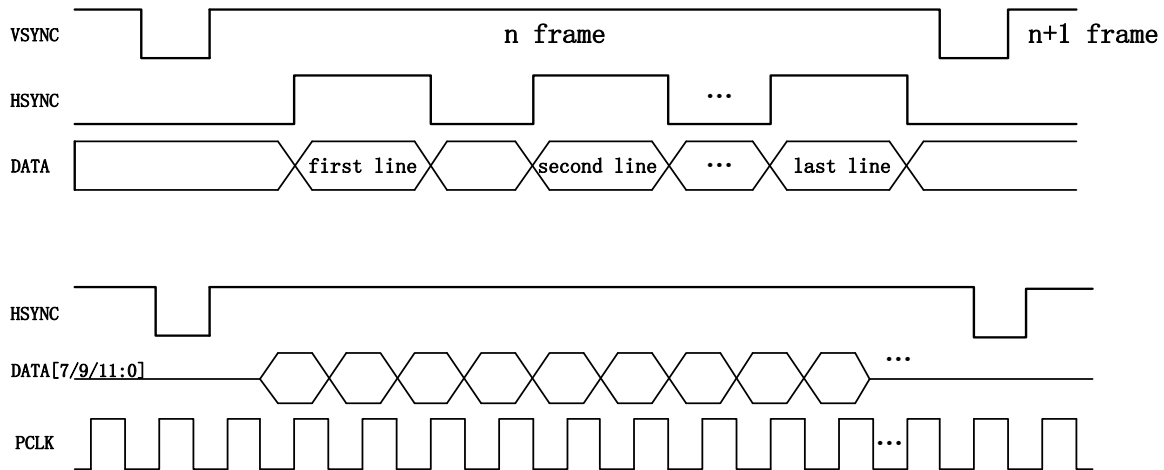 VSYNC n frame n+1 frame
HSYNC ...
DATA first line second line ... last line
HSYNC
DATA[7/9/11:0] ...
PCLK ...